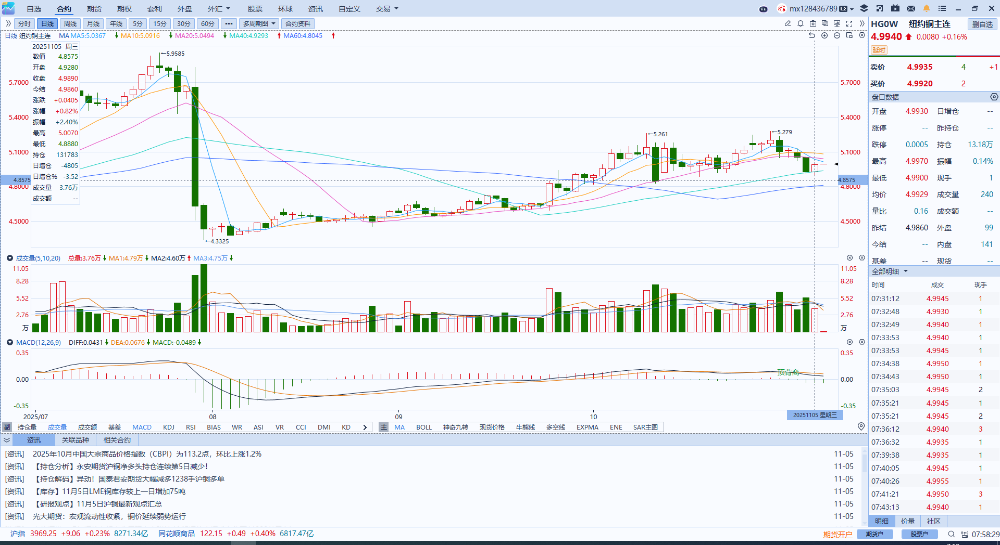 自选 合约 期货 期权 套利 外盘 外汇 股票 环球 资讯 自定义 交易 mx128436789 L2
分时 日线 周线 月线 年线 5分 15分 30分 60分 ••• 多周期图 合约资料
HG0W 纽约铜主连 删自选
日线 纽约铜主连 MA MA5:5.0367 MA10:5.0916 MA20:5.0494 MA40:4.9293 MA60:4.8045
4.9940 0.0080 +0.16%
延时
20251105 周三
数值 4.8575
开盘 4.9280
收盘 4.9890
今结 4.9860
涨跌 +0.0405
涨幅 +0.82%
振幅 +2.40%
最高 5.0070
最低 4.8880
持仓 131783
日增仓 -4805
日增仓% -3.52
成交量 3.76万
成交额 --
5.7000
5.4000
5.1000
4.8575
4.8000
4.5000
5.9585
4.3325
5.261
5.279
5.7000
5.4000
5.1000
4.8575
4.8000
4.5000
成交量(5,10,20) 总量:3.76万 MA1:4.79万 MA2:4.60万 MA3:4.75万
11.05
8.28
5.52
2.76
万
11.05
8.28
5.52
2.76
万
MACD(12,26,9) DIFF:0.0431 DEA:0.0676 MACD:-0.0489
0.35
0.00
-0.35
顶背离
0.35
0.00
-0.35
2025/07 08 09 10 20251105 星期三
副 持仓量 成交量 成交额 基差 MACD KDJ RSI BIAS WR ASI VR CCI DMI KD
主 MA BOLL 神奇九转 现货价格 牛熊线 多空线 EXPMA ENE SAR主图
资讯 关联品种 相关合约
[资讯] 2025年10月中国大宗商品价格指数（CBPI）为113.2点，环比上涨1.2% 11-05
[资讯] 【持仓分析】永安期货沪铜净多头持仓连续第5日减少！ 11-05
[资讯] 【持仓解码】异动！国泰君安期货大幅减多1238手沪铜多单 11-05
[资讯] 【库存】11月5日LME铜库存较上一日增加75吨 11-05
[资讯] 【研报观点】11月5日沪铜最新观点汇总 11-05
[资讯] 光大期货：宏观流动性收紧，铜价延续弱势运行 11-05
卖价 4.9935 4 +1
买价 4.9920 2
盘口数据
开盘 4.9930 日增仓 --
涨停 -- 昨持仓 --
跌停 0.0005 持仓 13.18万
最高 4.9970 振幅 0.14%
最低 4.9900 现手 1
均价 4.9929 成交量 240
量比 0.16 成交额 --
昨结 4.9860 外盘 99
今结 -- 内盘 141
基差 -- 现货 --
全部明细
时间 成交 现手
07:31:12 4.9945 1
07:32:48 4.9930 1
07:32:49 4.9940 1
07:33:53 4.9940 1
07:33:53 4.9945 1
07:34:38 4.9950 1
07:34:43 4.9950 1
07:35:03 4.9945 2
07:35:21 4.9945 1
07:35:21 4.9945 2
07:36:12 4.9940 3
07:36:32 4.9935 1
07:39:38 4.9935 1
07:40:05 4.9945 1
07:40:26 4.9955 1
07:41:21 4.9950 3
07:43:13 4.9940 1
明细 价量 社区
沪指 3969.25 +9.06 +0.23% 8271.34亿 同花顺商品 122.15 +0.49 +0.40% 6817.47亿
期货开户 期货户 股票户 07:58:29